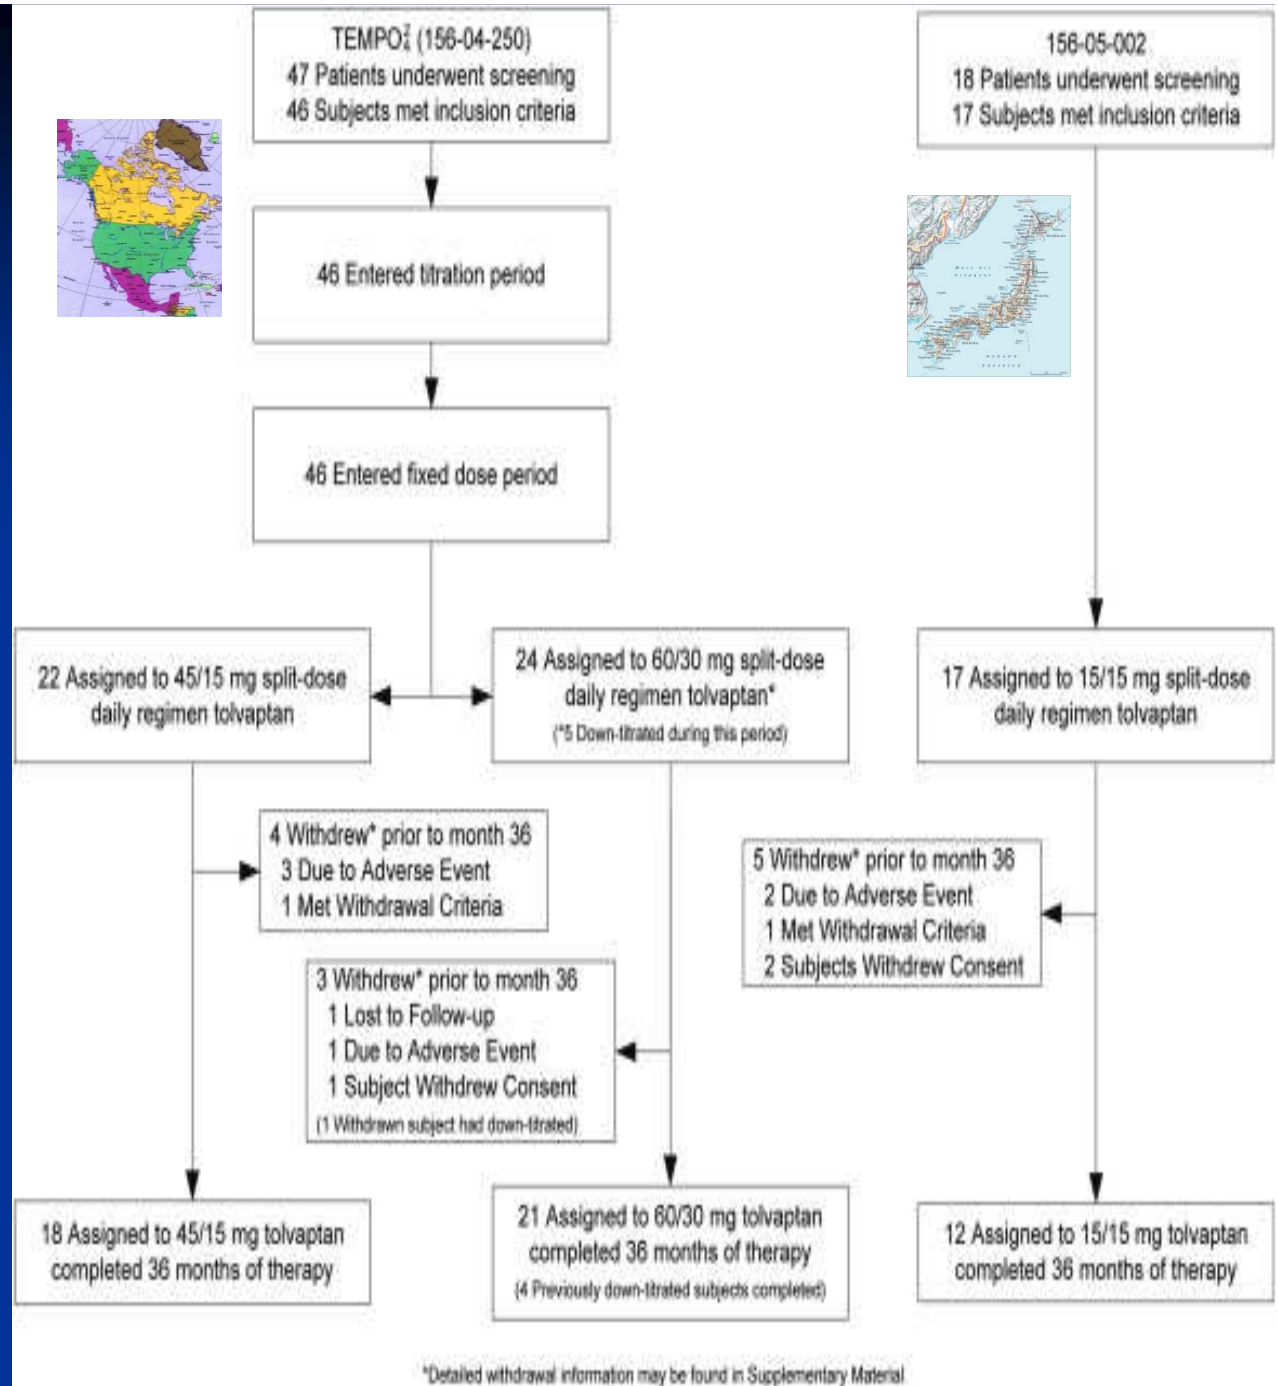 TEMPO 2/4 (156-04-250)
47 Patients underwent screening
46 Subjects met inclusion criteria
156-05-002
18 Patients underwent screening
17 Subjects met inclusion criteria
46 Entered titration period
46 Entered fixed dose period
22 Assigned to 45/15 mg split-dose
daily regimen tolvaptan
24 Assigned to 60/30 mg split-dose
daily regimen tolvaptan*
(*5 Down-titrated during this period)
17 Assigned to 15/15 mg split-dose
daily regimen tolvaptan
4 Withdrew* prior to month 36
3 Due to Adverse Event
1 Met Withdrawal Criteria
5 Withdrew* prior to month 36
2 Due to Adverse Event
1 Met Withdrawal Criteria
2 Subjects Withdrew Consent
3 Withdrew* prior to month 36
1 Lost to Follow-up
1 Due to Adverse Event
1 Subject Withdrew Consent
(1 Withdrawn subject had down-titrated)
18 Assigned to 45/15 mg tolvaptan
completed 36 months of therapy
21 Assigned to 60/30 mg tolvaptan
completed 36 months of therapy
(4 Previously down-titrated subjects completed)
12 Assigned to 15/15 mg tolvaptan
completed 36 months of therapy
*Detailed withdrawal information may be found in Supplementary Material